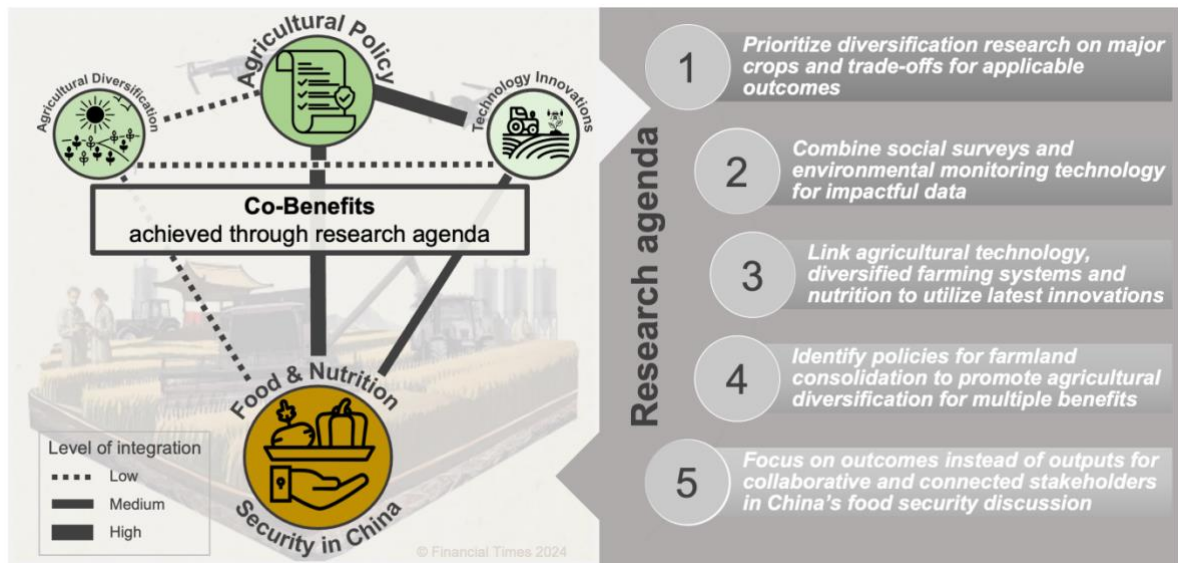 Agricultural Policy
Agricultural Diversification
Technology Innovations
Co-Benefits
achieved through research agenda
Food & Nutrition
Security in China
Level of integration
Low
Medium
High
© Financial Times 2024
Research agenda
1
Prioritize diversification research on major
crops and trade-offs for applicable
outcomes
2
Combine social surveys and
environmental monitoring technology
for impactful data
3
Link agricultural technology,
diversified farming systems and
nutrition to utilize latest innovations
4
Identify policies for farmland
consolidation to promote agricultural
diversification for multiple benefits
5
Focus on outcomes instead of outputs for
collaborative and connected stakeholders
in China's food security discussion